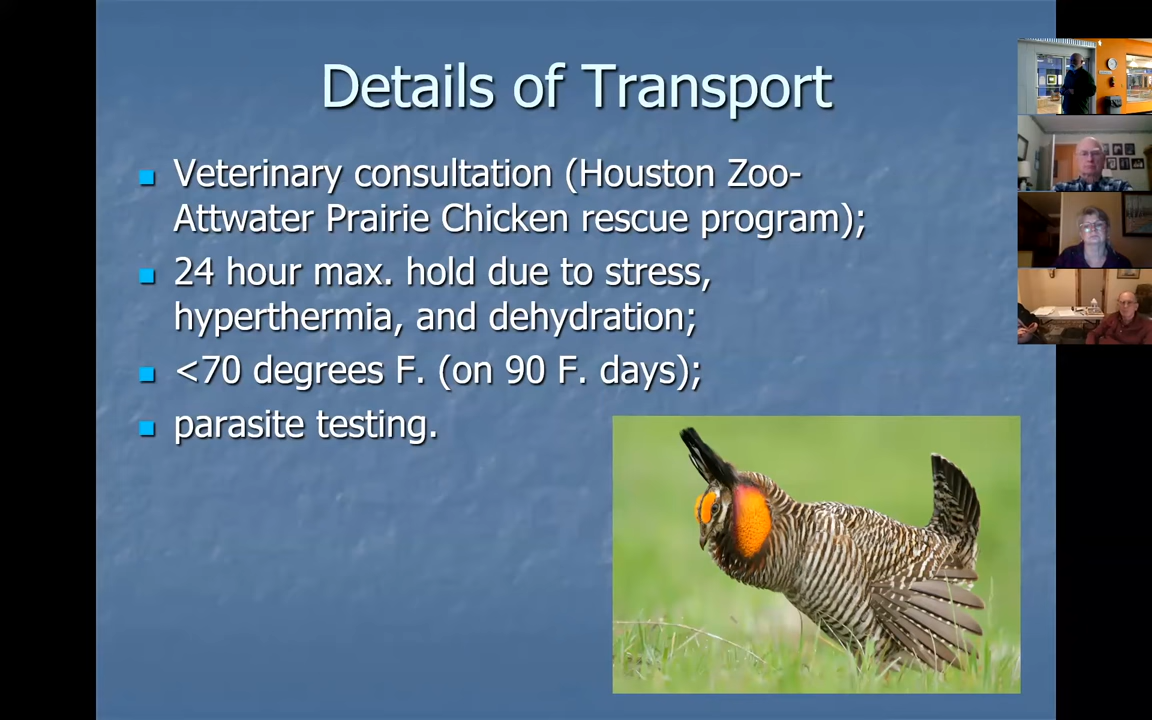 Details of Transport
Veterinary consultation (Houston Zoo-
Attwater Prairie Chicken rescue program);
24 hour max. hold due to stress,
hyperthermia, and dehydration;
<70 degrees F. (on 90 F. days);
parasite testing.